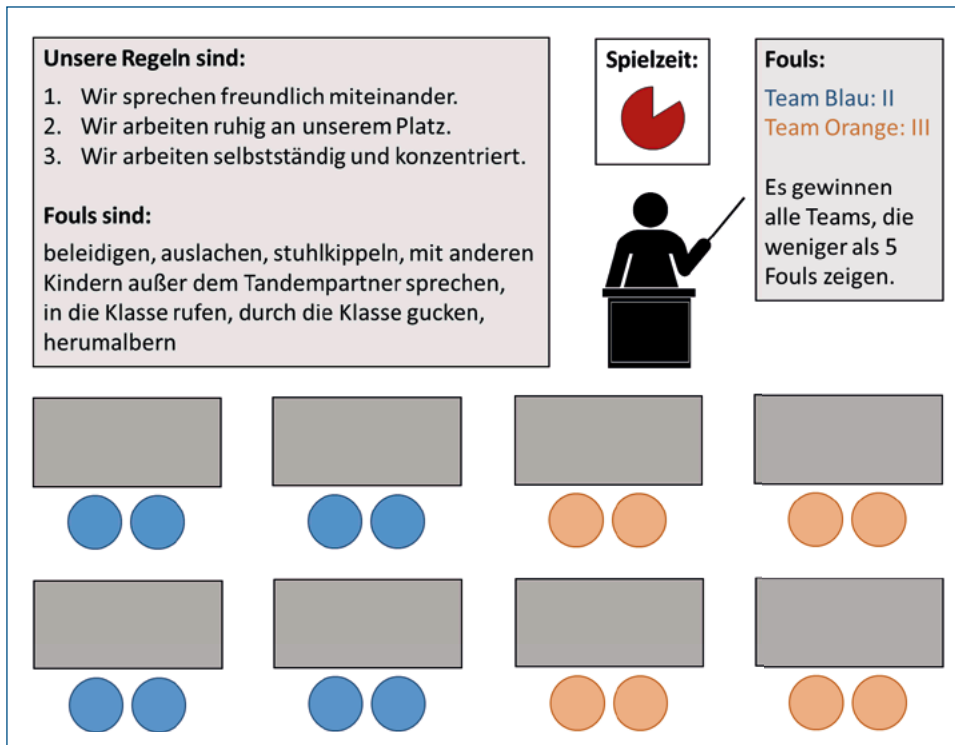 Unsere Regeln sind:
1. Wir sprechen freundlich miteinander.
2. Wir arbeiten ruhig an unserem Platz.
3. Wir arbeiten selbstständig und konzentriert.
Fouls sind:
beleidigen, auslachen, stuhlkippeln, mit anderen
Kindern außer dem Tandempartner sprechen,
in die Klasse rufen, durch die Klasse gucken,
herumalbern
Spielzeit:
Fouls:
Team Blau: II
Team Orange: III
Es gewinnen
alle Teams, die
weniger als 5
Fouls zeigen.